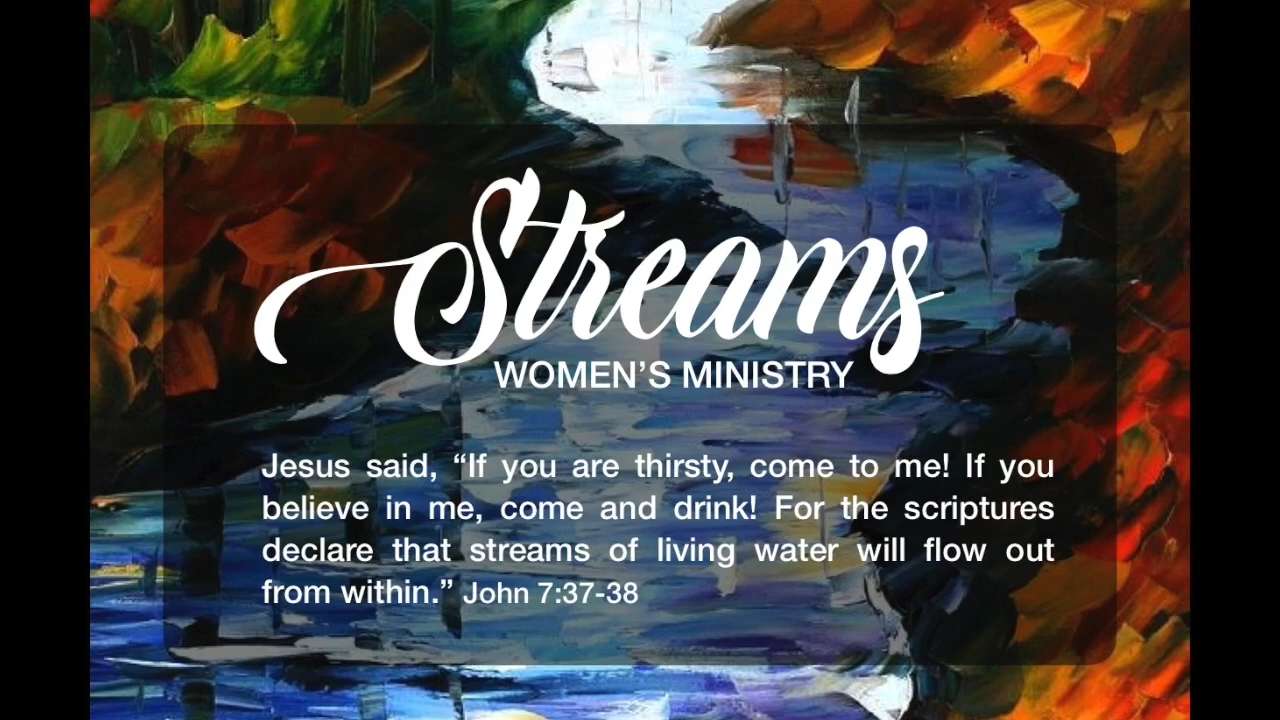 Streams
WOMEN’S MINISTRY
Jesus said, “If you are thirsty, come to me! If you
believe in me, come and drink! For the scriptures
declare that streams of living water will flow out
from within.” John 7:37-38